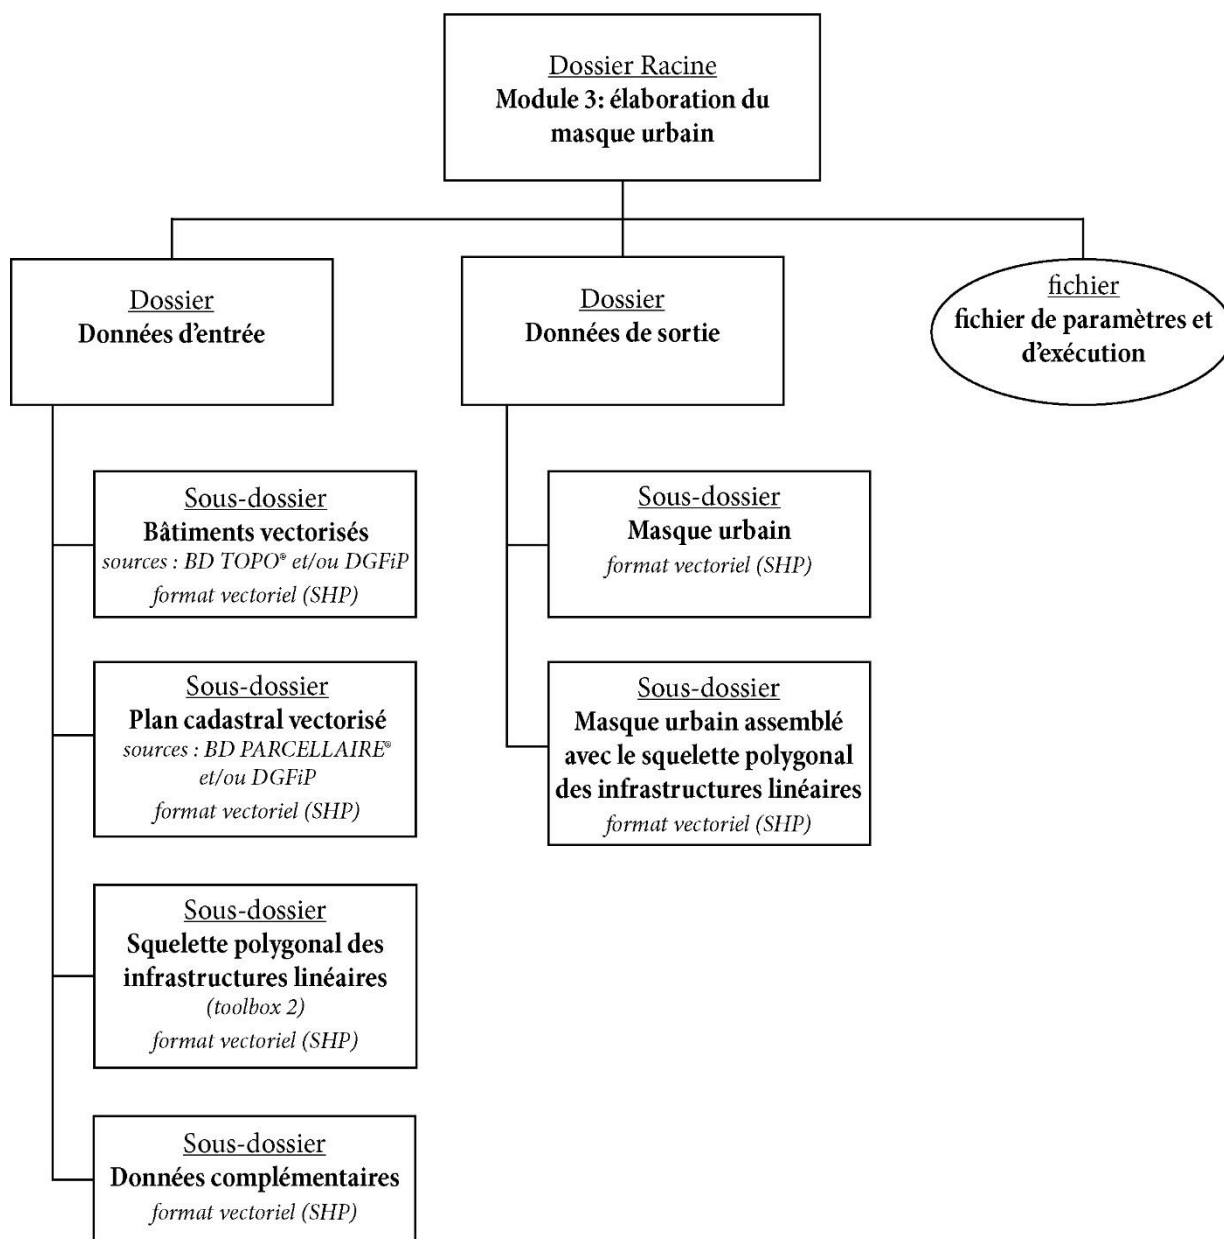 Dossier Racine
Module 3: élaboration du
masque urbain
Dossier
Données d'entrée
Dossier
Données de sortie
fichier
fichier de paramètres et
d'exécution
Sous-dossier
Bâtiments vectorisés
sources : BD TOPO® et/ou DGFiP
format vectoriel (SHP)
Sous-dossier
Plan cadastral vectorisé
sources : BD PARCELLAIRE®
et/ou DGFiP
format vectoriel (SHP)
Sous-dossier
Squelette polygonal des
infrastructures linéaires
(toolbox 2)
format vectoriel (SHP)
Sous-dossier
Données complémentaires
format vectoriel (SHP)
Sous-dossier
Masque urbain
format vectoriel (SHP)
Sous-dossier
Masque urbain assemblé
avec le squelette polygonal
des infrastructures linéaires
format vectoriel (SHP)